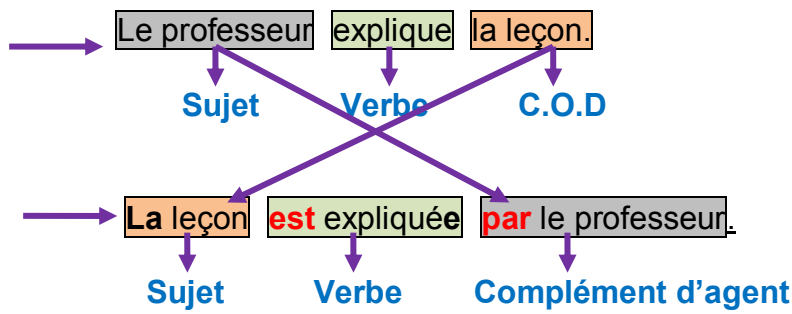 Le professeur explique la leçon.
Sujet Verbe C.O.D
La leçon est expliquée par le professeur.
Sujet Verbe Complément d’agent